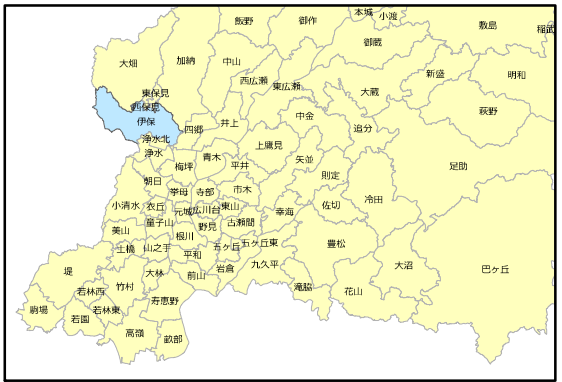 本城
小渡
飯野
御作
敷島
稲武
御蔵
大畑
加納
中山
西広瀬
東広瀬
新盛
明和
東保見
大蔵
西保見
萩野
伊保
四郷
井上
中金
追分
浄水北
浄水
青木
上鷹見
矢並
足助
梅坪
平井
則定
朝日
挙母
寺部
市木
冷田
小清水
衣丘
元城
広川台
東山
幸海
佐切
童子山
野見
古瀬間
美山
根川
土橋
山之手
平和
五ケ丘
五ケ丘東
豊松
堤
大林
前山
岩倉
九久平
大沼
巴ケ丘
若林西
竹村
寿恵野
滝脇
花山
駒場
若園
若林東
高嶺
畝部